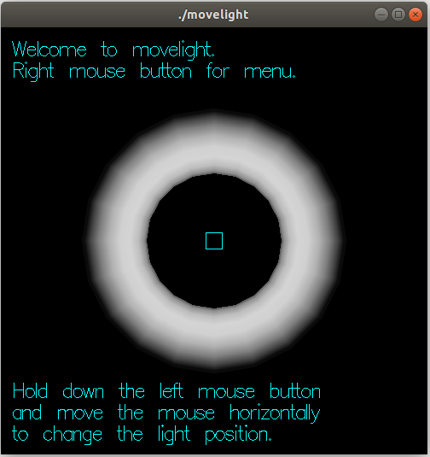 ./movelight
Welcome to movelight.
Right mouse button for menu.
Hold down the left mouse button
and move the mouse horizontally
to change the light position.